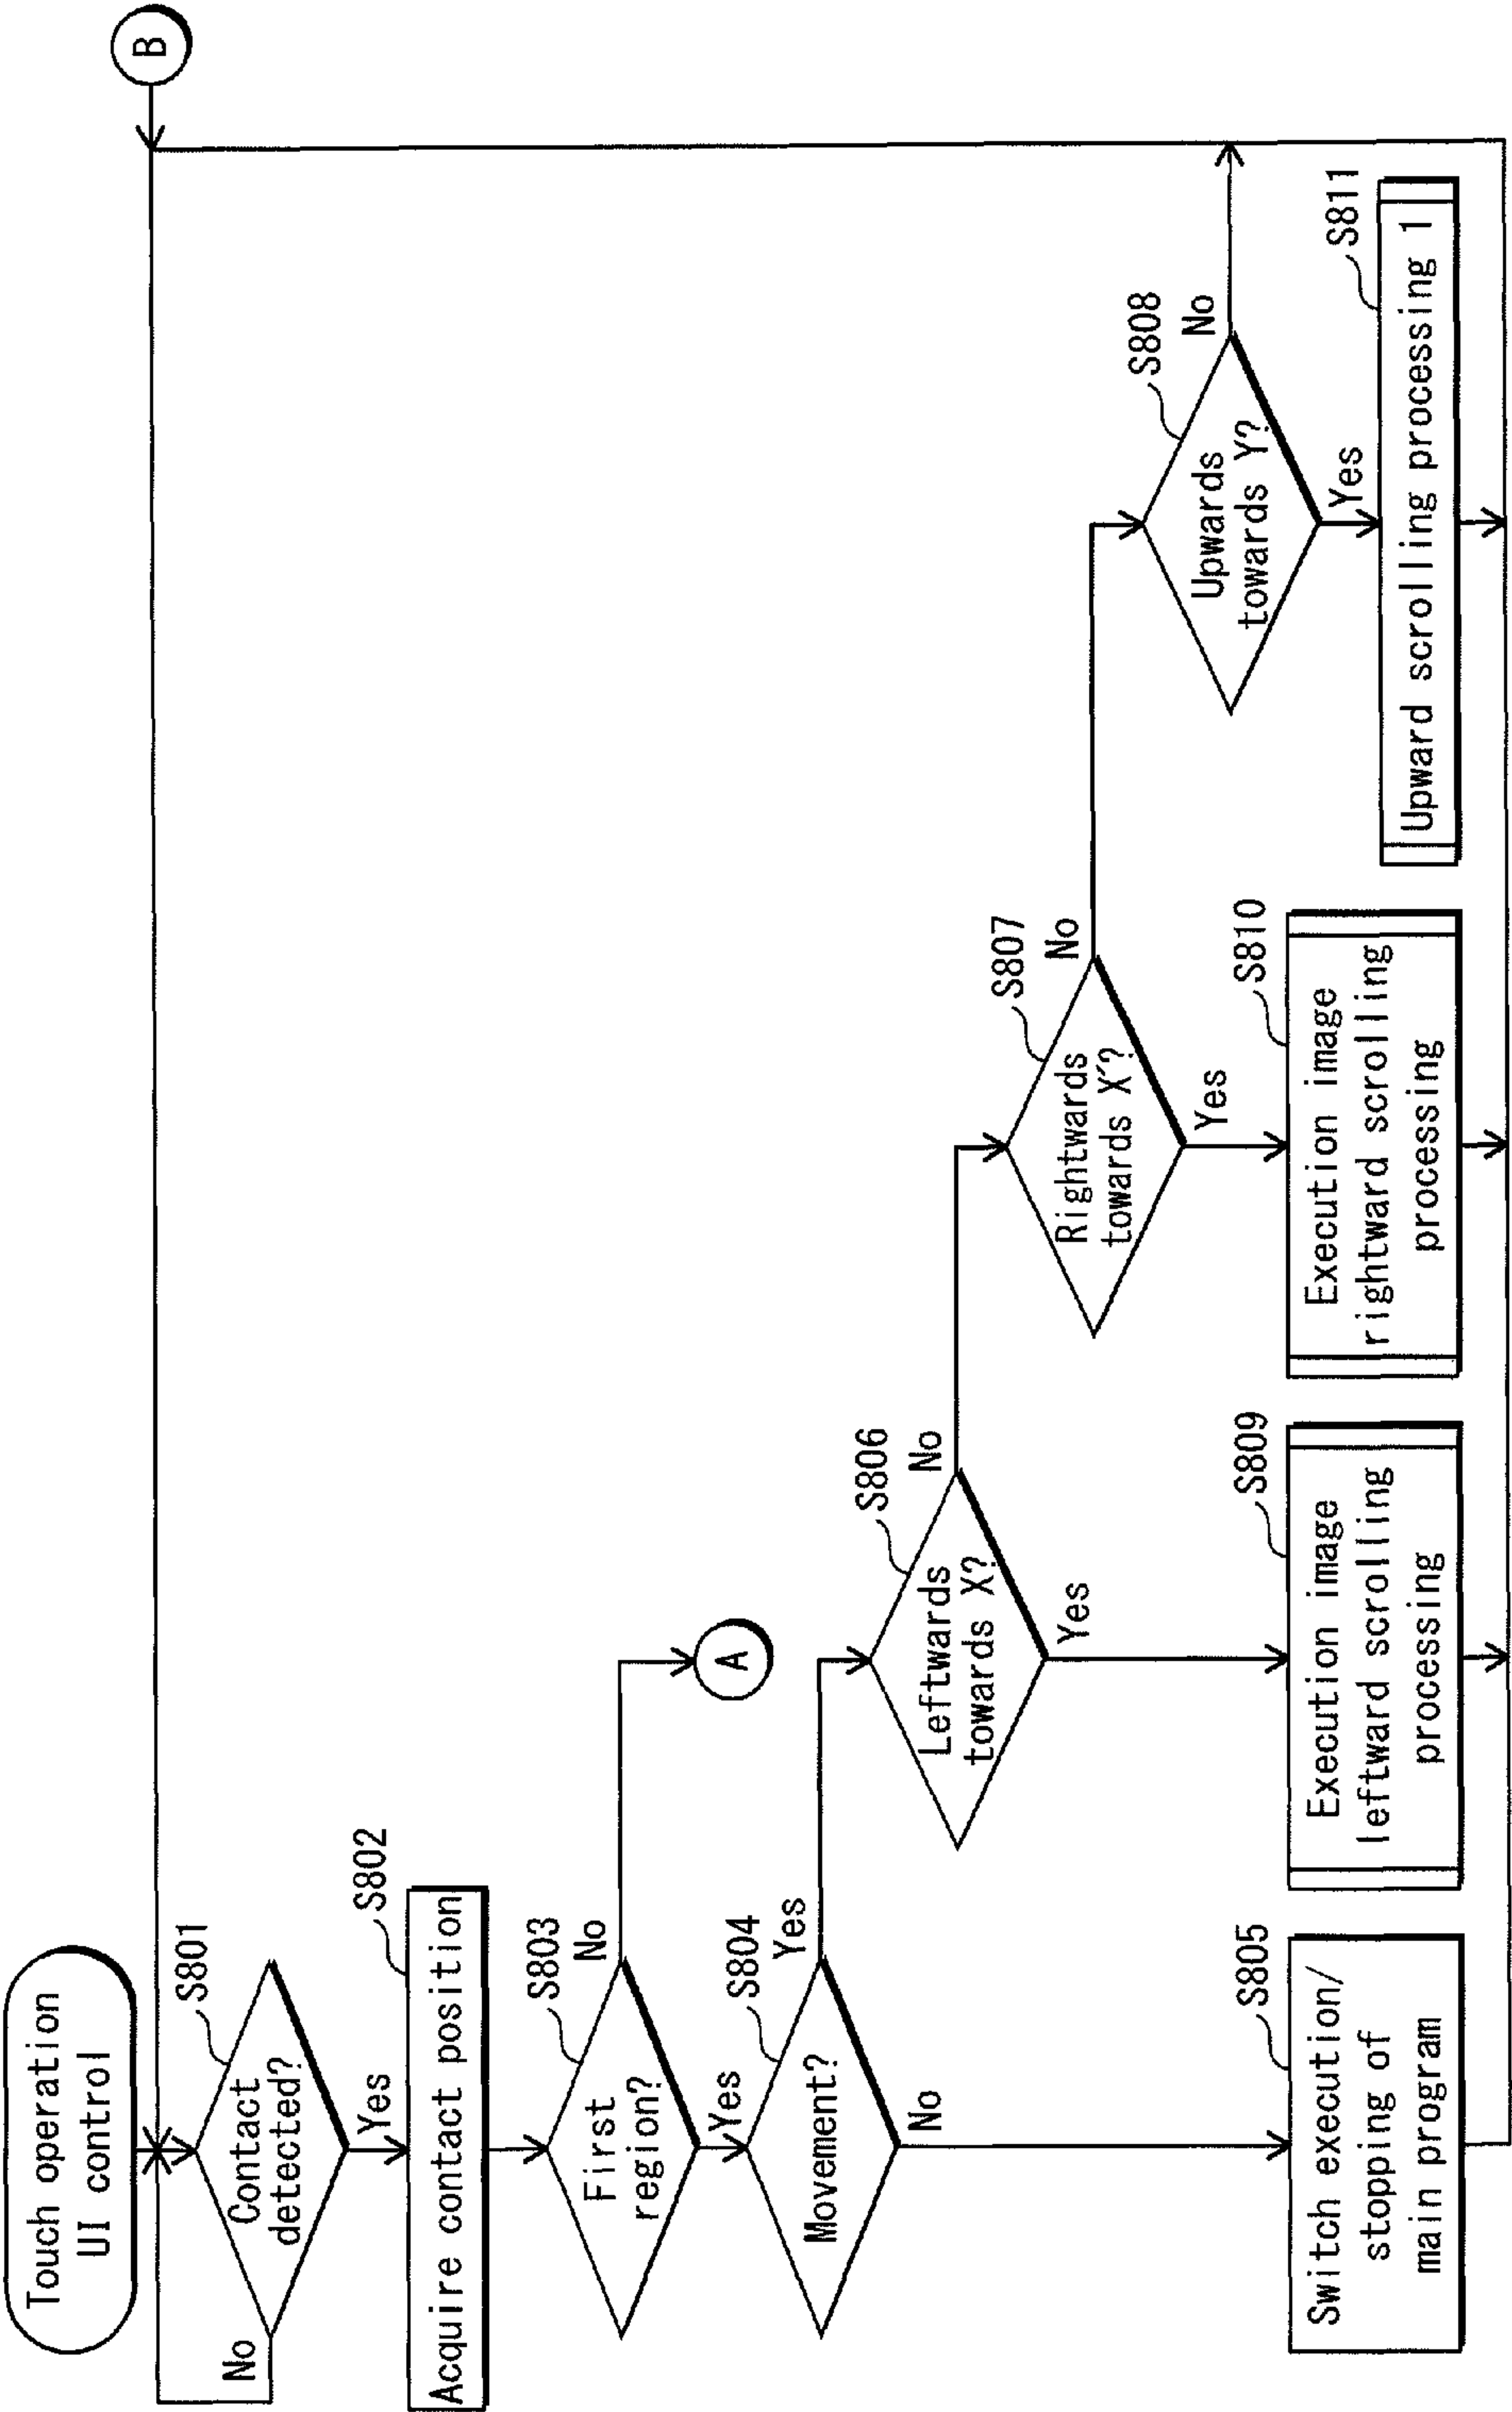 Touch operation
UI control
B
S801
Contact
detected?
No
Yes
S802
Acquire contact position
S803
First
region?
No
Yes
A
S804
Movement?
Yes
No
S806
Leftwards
towards X?
No
Yes
S807
Rightwards
towards X'?
No
Yes
S808
Upwards
towards Y?
No
Yes
S805
Switch execution/
stopping of
main program
S809
Execution image
leftward scrolling
processing
S810
Execution image
rightward scrolling
processing
S811
Upward scrolling processing 1